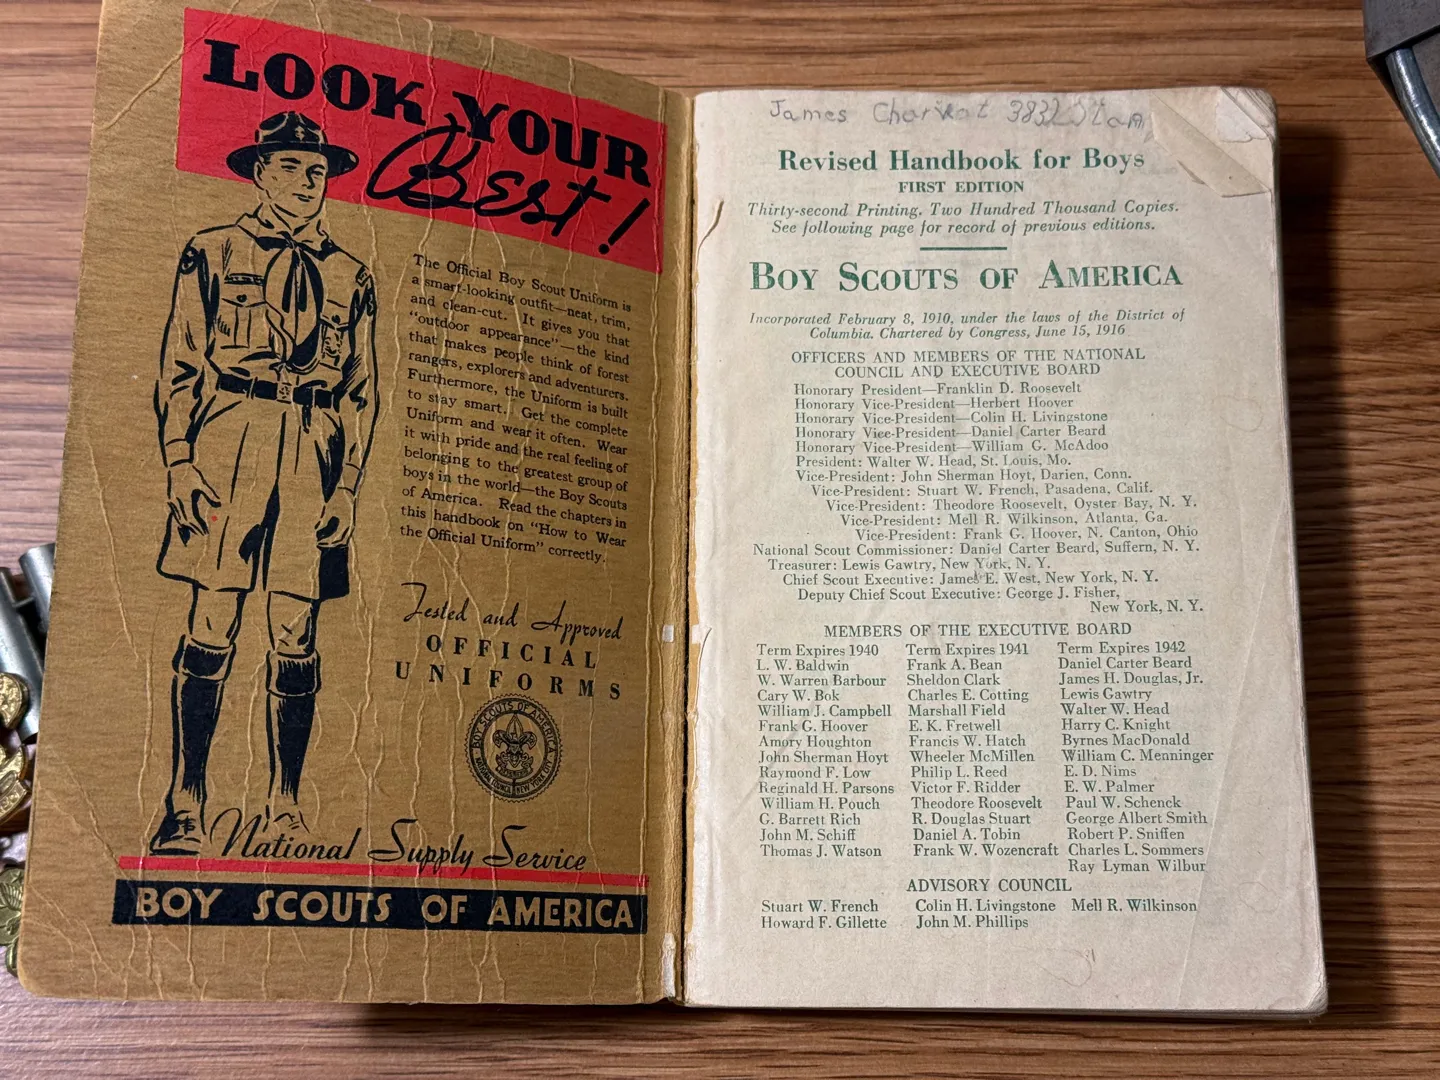 LOOK YOUR
Best!
The Official Boy Scout Uniform is
a smart-looking outfit—neat, trim,
and clean-cut. It gives you that
"outdoor appearance"—the kind
that makes people think of forest
rangers, explorers and adventurers.
Furthermore, the Uniform is built
to stay smart. Get the complete
Uniform and wear it often. Wear
it with pride and the real feeling of
belonging to the greatest group of
boys in the world—the Boy Scouts
of America. Read the chapters in
this handbook on "How to Wear
the Official Uniform" correctly.
Tested and Approved
OFFICIAL
UNIFORMS
BOY SCOUTS OF AMERICA
NATIONAL COUNCIL NEW YORK CITY
National Supply Service
BOY SCOUTS OF AMERICA
James
Revised Handbook for Boys
FIRST EDITION
Thirty-second Printing. Two Hundred Thousand Copies.
See following page for record of previous editions.
BOY SCOUTS OF AMERICA
Incorporated February 8, 1910, under the laws of the District of
Columbia. Chartered by Congress, June 15, 1916
OFFICERS AND MEMBERS OF THE NATIONAL
COUNCIL AND EXECUTIVE BOARD
Honorary President—Franklin D. Roosevelt
Honorary Vice-President—Herbert Hoover
Honorary Vice-President—Colin H. Livingstone
Honorary Vice-President—Daniel Carter Beard
Honorary Vice-President—William G. McAdoo
President: Walter W. Head, St. Louis, Mo.
Vice-President: John Sherman Hoyt, Darien, Conn.
Vice-President: Stuart W. French, Pasadena, Calif.
Vice-President: Theodore Roosevelt, Oyster Bay, N. Y.
Vice-President: Mell R. Wilkinson, Atlanta, Ga.
Vice-President: Frank G. Hoover, N. Canton, Ohio
National Scout Commissioner: Daniel Carter Beard, Suffern, N. Y.
Treasurer: Lewis Gawtry, New York, N. Y.
Chief Scout Executive: James E. West, New York, N. Y.
Deputy Chief Scout Executive: George J. Fisher,
New York, N. Y.
MEMBERS OF THE EXECUTIVE BOARD
Term Expires 1940
L. W. Baldwin
W. Warren Barbour
Cary W. Bok
William J. Campbell
Frank G. Hoover
Amory Houghton
John Sherman Hoyt
Raymond F. Low
Reginald H. Parsons
William H. Pouch
G. Barrett Rich
John M. Schiff
Thomas J. Watson
Term Expires 1941
Frank A. Bean
Sheldon Clark
Charles E. Cotting
Marshall Field
E. K. Fretwell
Francis W. Hatch
Wheeler McMillen
Philip L. Reed
Victor F. Ridder
Theodore Roosevelt
R. Douglas Stuart
Daniel A. Tobin
Frank W. Wozencraft
Term Expires 1942
Daniel Carter Beard
James H. Douglas, Jr.
Lewis Gawtry
Walter W. Head
Harry C. Knight
Byrnes MacDonald
William C. Menninger
E. D. Nims
E. W. Palmer
Paul W. Schenck
George Albert Smith
Robert P. Sniffen
Charles L. Sommers
Ray Lyman Wilbur
ADVISORY COUNCIL
Stuart W. French
Howard F. Gillette
Colin H. Livingstone
John M. Phillips
Mell R. Wilkinson